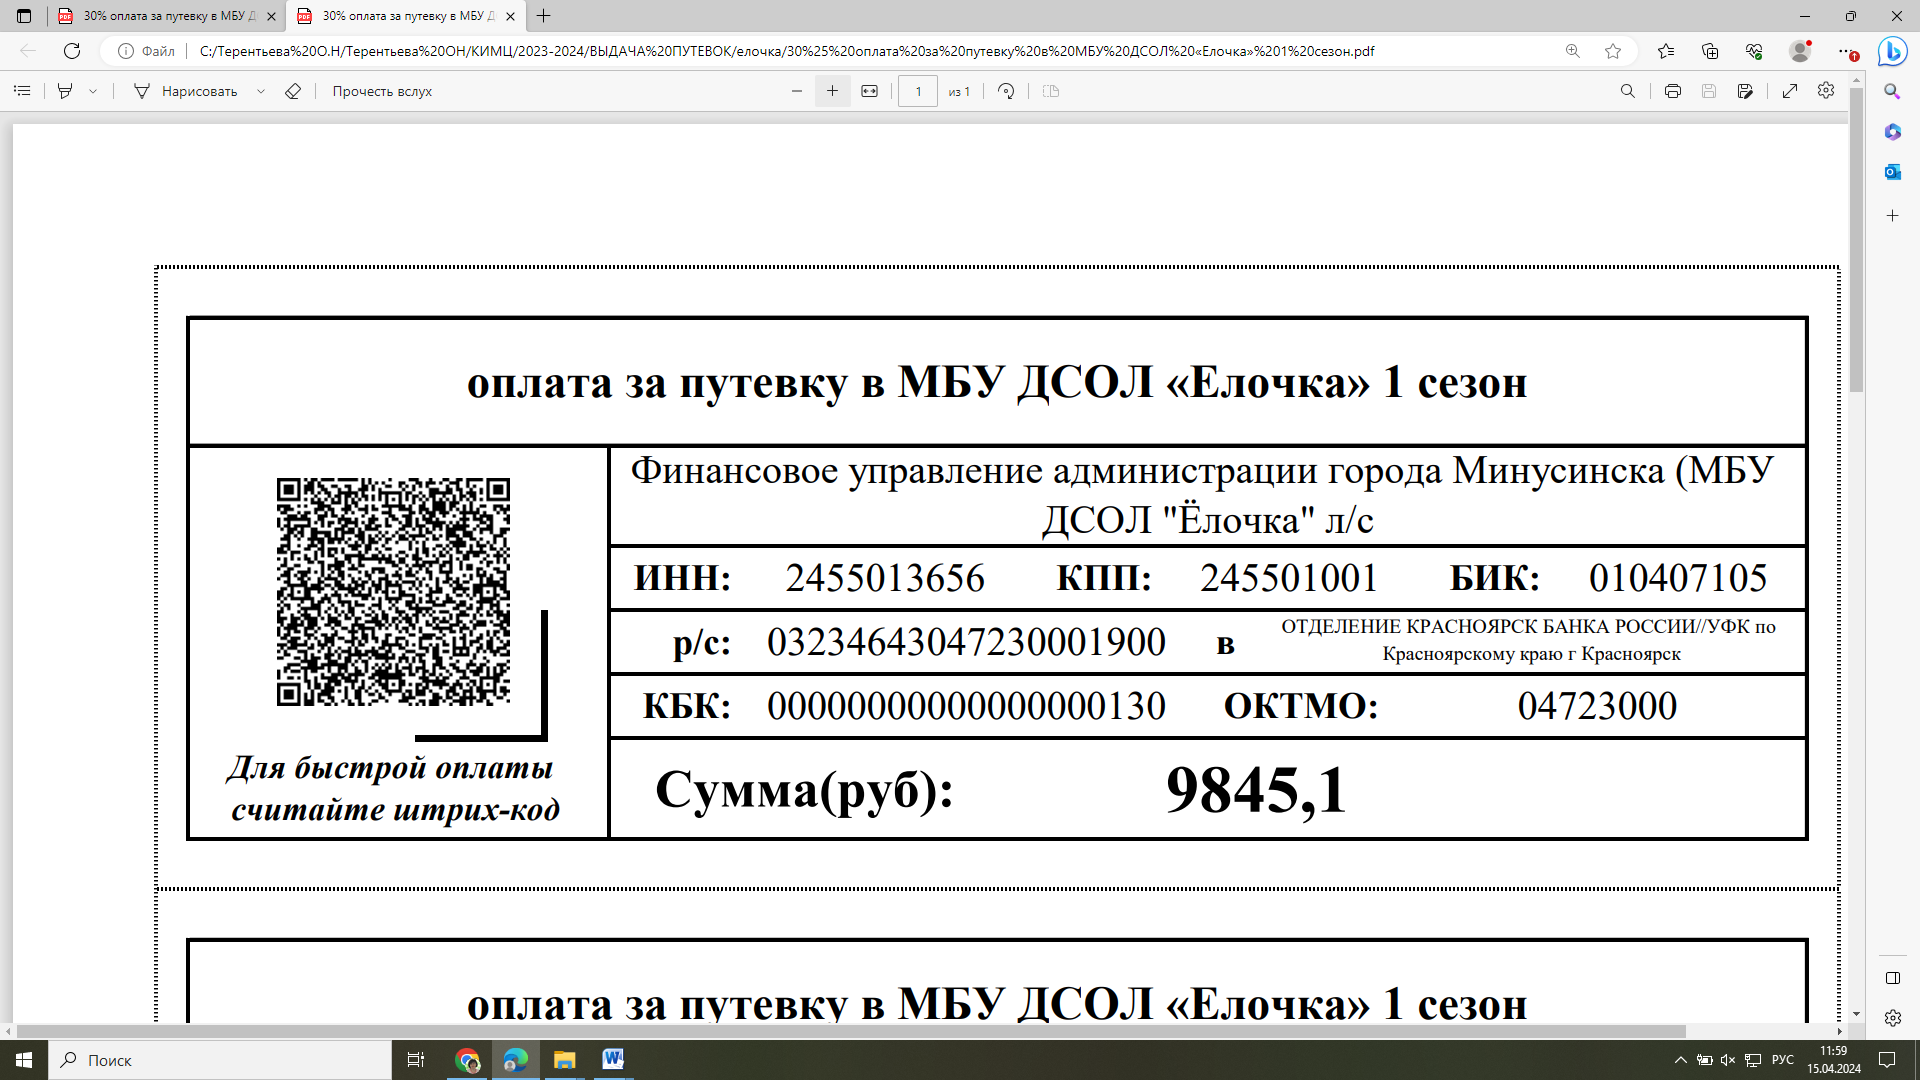 30% оплата за путевку в МБУ Д
30% оплата за путевку в МБУ Д
Файл
C:/Терентьева%20О.Н/Терентьева%20ОН/КИМЦ/2023-2024/ВЫДАЧА%20ПУТЕВОК/елочка/30%25%20оплата%20за%20путевку%20в%20МБУ%20ДСОЛ%20«Елочка»%201%20сезон.pdf
Нарисовать
Прочесть вслух
1
из 1
оплата за путевку в МБУ ДСОЛ «Елочка» 1 сезон
Финансовое управление администрации города Минусинска (МБУ
ДСОЛ "Ёлочка" л/с
ИНН: 2455013656 КПП: 245501001 БИК: 010407105
р/с: 03234643047230001900 в ОТДЕЛЕНИЕ КРАСНОЯРСК БАНКА РОССИИ//УФК по
Красноярскому краю г Красноярск
КБК: 00000000000000000130 ОКТМО: 04723000
Для быстрой оплаты
считайте штрих-код
Сумма(руб): 9845,1
оплата за путевку в МБУ ДСОЛ «Елочка» 1 сезон
Поиск
РУС
11:59
15.04.2024